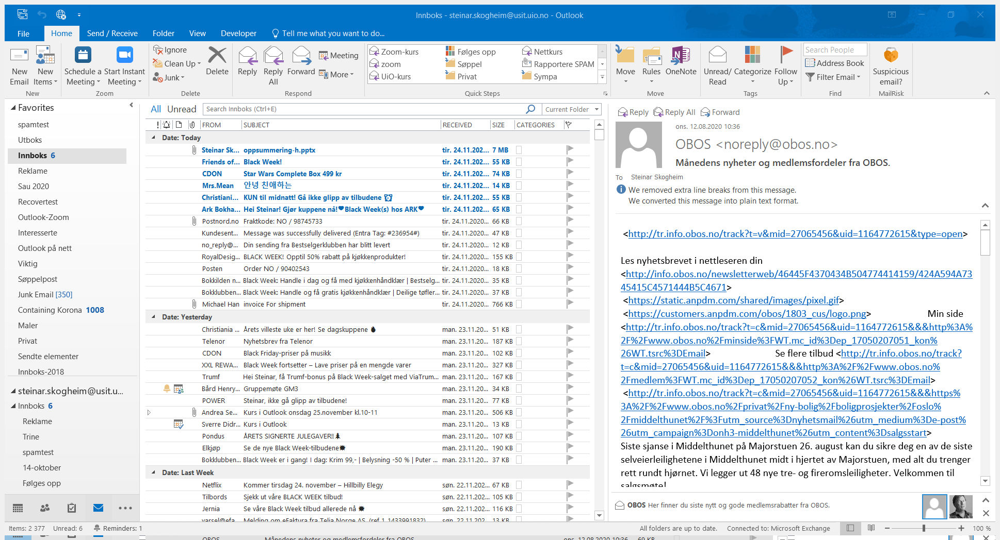 Innboks - steinar.skogheim@usit.uio.no - Outlook
File Home Send / Receive Folder View Developer Tell me what you want to do...
New Email
New Items
New
Schedule a Meeting
Start Instant Meeting
Zoom
Ignore
Clean Up
Junk
Delete
Delete
Reply
Reply All
Forward
Meeting
More
Respond
Zoom-kurs
zoom
UiO-kurs
Følges opp
Søppel
Privat
Nettkurs
Rapportere SPAM
Sympa
Quick Steps
Move
Rules
OneNote
Move
Unread/ Read
Categorize
Follow Up
Tags
Search People
Address Book
Filter Email
Find
Suspicious email?
MailRisk
Favorites
spamtest
Utboks
Innboks 6
Reklame
Sau 2020
Recovertest
Outlook-Zoom
Interesserte
Outlook på nett
Viktig
Søppelpost
Junk Email [350]
Containing Korona 1008
Maler
Privat
Sendte elementer
Innboks-2018
steinar.skogheim@usit.u...
Innboks 6
Reklame
Trine
spamtest
14-oktober
Følges opp
All Unread Search Innboks (Ctrl+E) Current Folder
! FROM SUBJECT RECEIVED SIZE CATEGORIES
Date: Today
Steinar Sk... oppsummering-h.pptx tir. 24.11.202... 7 MB
Friends of... Black Week! tir. 24.11.202... 55 KB
CDON Star Wars Complete Box 499 kr tir. 24.11.202... 74 KB
Mrs.Mean 안녕 친애하는 tir. 24.11.202... 14 KB
Christiani... KUN til midnatt! Gå ikke glipp av tilbudene ⏰ tir. 24.11.202... 55 KB
Ark Bokha... Hei Steinar! Gjør kuppene nå!❤Black Week(s) hos ARK❤ tir. 24.11.202... 65 KB
Postnord.no Fraktkode: NO / 98745733 tir. 24.11.2020... 66 KB
Kundesent... Message was successfully delivered (Entra Tag: #236954#) tir. 24.11.2020... 47 KB
no_reply@... Din sending fra Bestselgerklubben har blitt levert tir. 24.11.2020... 12 KB
RoyalDesig... BLACK WEEK! Opptil 50% rabatt på kjøkkenprodukter! tir. 24.11.2020... 155 KB
Posten Order NO / 90402543 tir. 24.11.2020... 18 KB
Bokkilden n... Black Week: Handle i dag og få med kjøkkenhåndklær | Bestselg... tir. 24.11.2020... 35 KB
Bokklubben... Black Week: Handle og få gratis kjøkkenhåndklær | Deilige tøfler... tir. 24.11.2020... 37 KB
Michael Han invoice For shipment tir. 24.11.2020... 766 KB
Date: Yesterday
Christiania ... Årets villeste uke er her! Se dagskuppene man. 23.11.20... 51 KB
Telenor Nyhetsbrev fra Telenor man. 23.11.20... 187 KB
CDON Black Friday-priser på musikk man. 23.11.20... 102 KB
XXL REWA... Black Week fortsetter – Lave priser på en mengde varer man. 23.11.20... 327 KB
Trumf Hei Steinar, få Trumf-bonus på Black Week-salget med ViaTrum... man. 23.11.20... 167 KB
Bård Henry... Gruppemøte GM3 man. 23.11.20... 34 KB
POWER Steinar, ikke gå glipp av tilbudene! man. 23.11.20... 77 KB
Andrea Se... Kurs i Outlook onsdag 25.november kl.10-11 man. 23.11.20... 506 KB
Sverre Didr... Kurs i Outlook man. 23.11.20... 13 KB
Pondus ÅRETS SIGNERTE JULEGAVER!! man. 23.11.20... 107 KB
Elkjøp Se de nye Black Week-tilbudene man. 23.11.20... 190 KB
Bokklubben... Black Week er i gang! I dag: Krim 99,- | Belysning -50 % | Puter ... man. 23.11.20... 37 KB
Date: Last Week
Netflix Kommer tirsdag 24. november – Hillbilly Elegy søn. 22.11.202... 67 KB
Tilbords Sjekk ut våre BLACK WEEK tilbud! søn. 22.11.202... 105 KB
Jernia Se våre Black Week tilbud allerede nå søn. 22.11.202... 116 KB
varsel@efa... Melding om eFaktura fra Telia Norge AS. (ref 1.1433991832) søn. 22.11.202... 13 KB
Reply Reply All Forward
ons. 12.08.2020 10:36
OBOS <noreply@obos.no>
Månedens nyheter og medlemsfordeler fra OBOS.
To Steinar Skogheim
We removed extra line breaks from this message.
We converted this message into plain text format.
<http://tr.info.obos.no/track?t=v&mid=27065456&uid=1164772615&type=open>
Les nyhetsbrevet i nettleseren din
<http://info.obos.no/newsletterweb/46445F4370434B504774414159/424A594A73
45415C4571444B5C4671>
<https://static.anpdm.com/shared/images/pixel.gif>
<https://customers.anpdm.com/obos/1803_cus/logo.png> Min side
<http://tr.info.obos.no/track?t=c&mid=27065456&uid=1164772615&&&http%3A%
2F%2Fwww.obos.no%2Fminside%3FWT.mc_id%3Dep_17050207051_kon%
26WT.tsrc%3DEmail> Se flere tilbud <http://tr.info.obos.no/track?
t=c&mid=27065456&uid=1164772615&&&http%3A%2F%2Fwww.obos.no%
2Fmedlem%3FWT.mc_id%3Dep_17050207052_kon%26WT.tsrc%3DEmail>
<http://tr.info.obos.no/track?t=c&mid=27065456&uid=1164772615&&&https%
3A%2F%2Fwww.obos.no%2Fprivat%2Fny-bolig%2Fboligprosjekter%2Foslo%
2Fmiddelthunet%2F%3Futm_source%3Dnyhetsmail%26utm_medium%3De-post%
26utm_campaign%3Donh3-middelthunet%26utm_content%3Dsalgsstart>
Siste sjanse i Middelthunet på Majorstuen 26. august kan du sikre deg en av de siste
selveierleilighetene i Middelthunet midt i hjertet av Majorstuen, med alt du trenger
rett rundt hjørnet. Vi legger ut 48 nye tre- og fireromsleiligheter. Velkommen til
salgsmøte!
OBOS Her finner du siste nytt og gode medlemsrabatter fra OBOS.
Items: 2 377 Unread: 6 Reminders: 1 All folders are up to date. Connected to: Microsoft Exchange 100 %
OBOS Månedens nyheter og medlemsfordeler fra OBOS. ons. 12.08.2020 10:36 69 KB